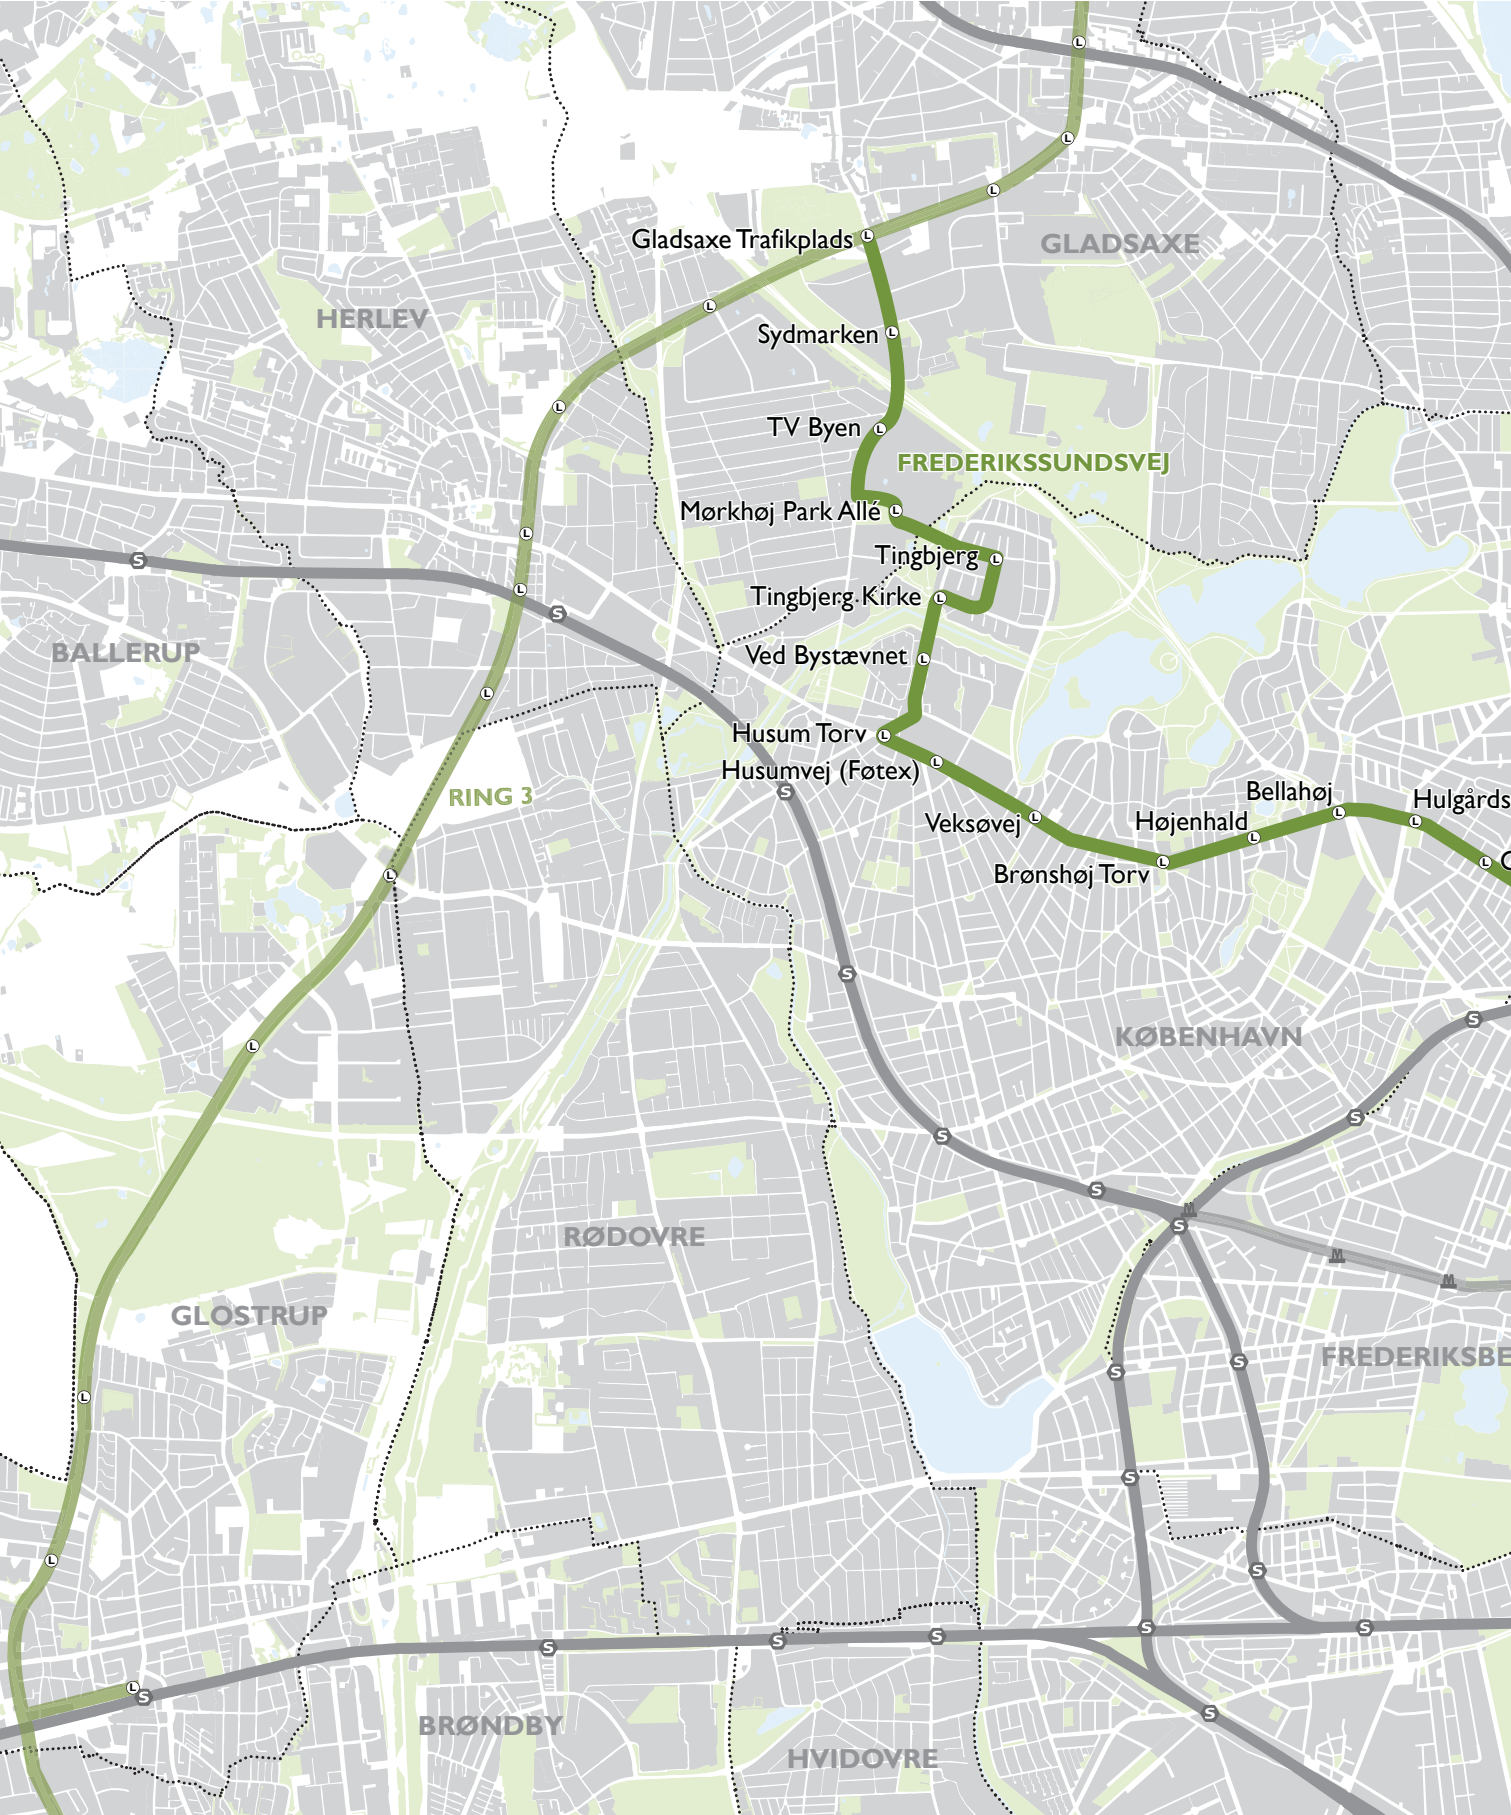 Gladsaxe Trafikplads
GLADSAXE
HERLEV
Sydmarken
TV Byen
FREDERIKSSUNDSVEJ
Mørkhøj Park Allé
Tingbjerg
Tingbjerg Kirke
BALLERUP
Ved Bystævnet
Husum Torv
Husumvej (Føtex)
RING 3
Bellahøj
Hulgårds
Veksøvej
Højenhald
Brønshøj Torv
KØBENHAVN
RØDOVRE
GLOSTRUP
FREDERIKSBE
BRØNDBY
HVIDOVRE